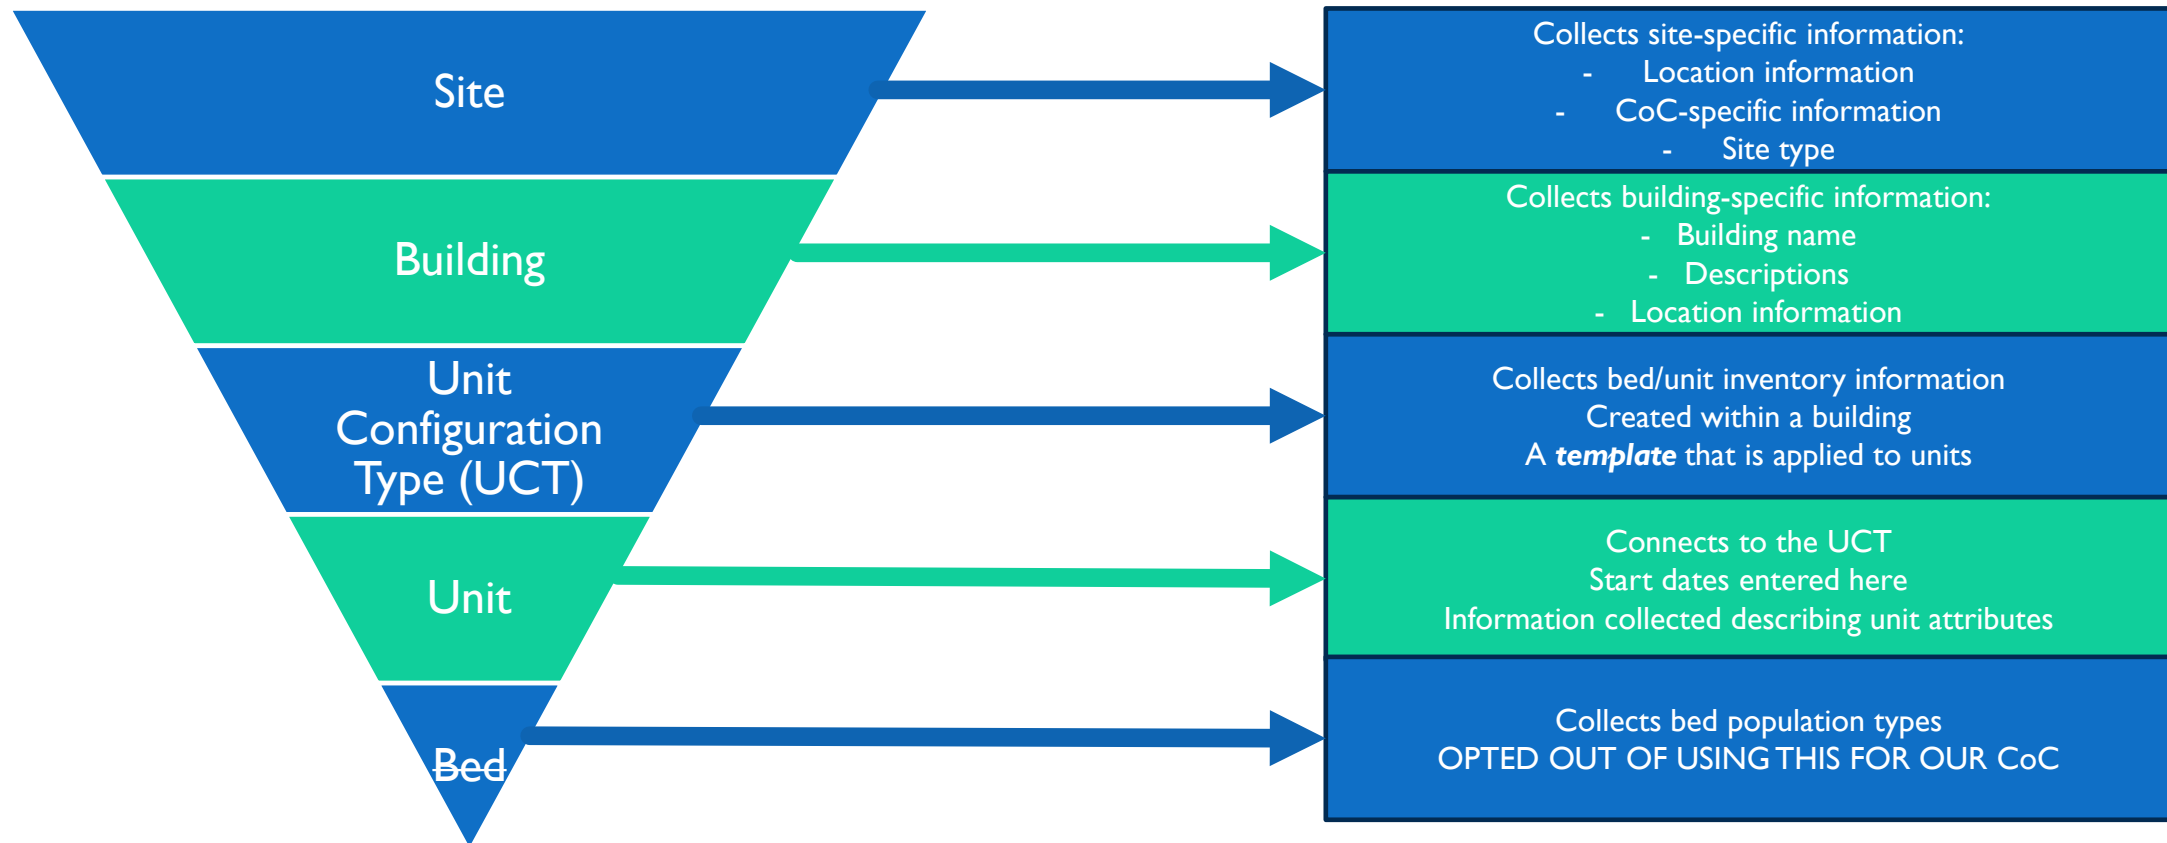 Site
Building
Unit
Configuration
Type (UCT)
Unit
Bed
Collects site-specific information:
- Location information
- CoC-specific information
- Site type
Collects building-specific information:
- Building name
- Descriptions
- Location information
Collects bed/unit inventory information
Created within a building
A template that is applied to units
Connects to the UCT
Start dates entered here
Information collected describing unit attributes
Collects bed population types
OPTED OUT OF USING THIS FOR OUR CoC